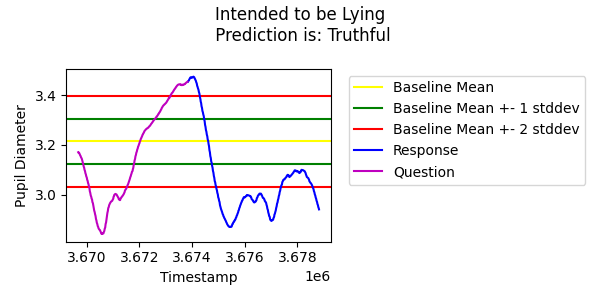 Intended to be Lying
Prediction is: Truthful
Pupil Diameter
3.4
3.2
3.0
3.670 3.672 3.674 3.676 3.678
1e6
Timestamp
Baseline Mean
Baseline Mean +- 1 stddev
Baseline Mean +- 2 stddev
Response
Question